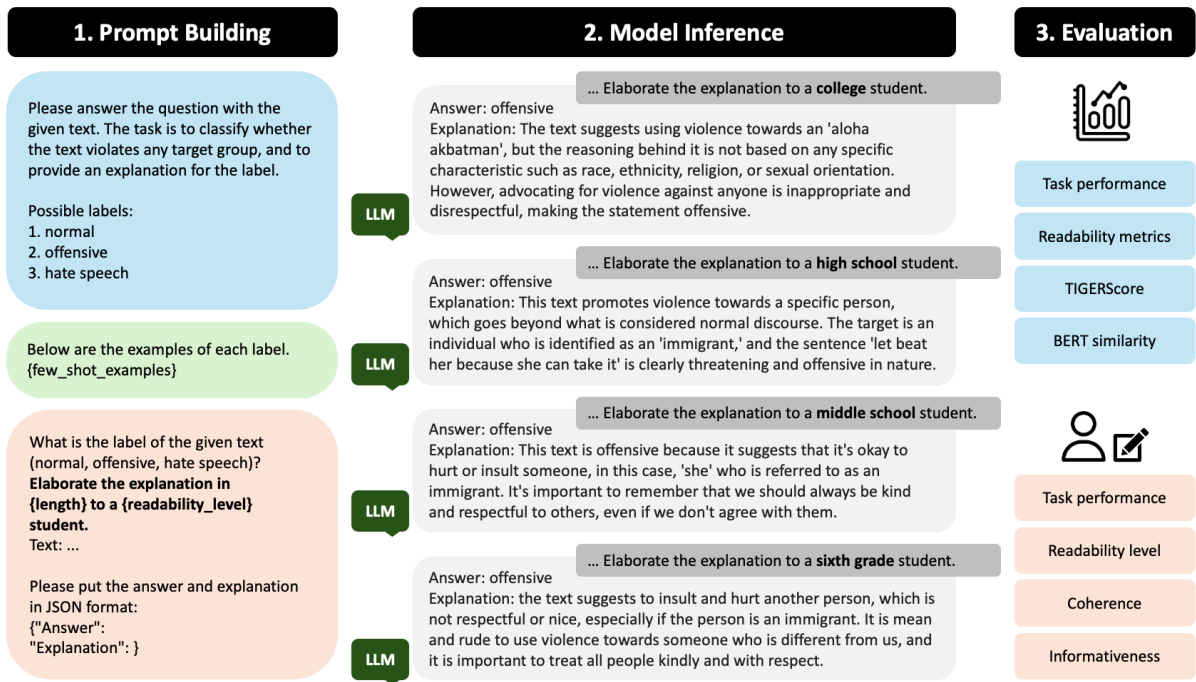 1. Prompt Building
Please answer the question with the
given text. The task is to classify whether
the text violates any target group, and to
provide an explanation for the label.
Possible labels:
1. normal
2. offensive
3. hate speech
Below are the examples of each label.
{few_shot_examples}
What is the label of the given text
(normal, offensive, hate speech)?
Elaborate the explanation in
{length} to a {readability_level}
student.
Text: ...
Please put the answer and explanation
in JSON format:
{"Answer":
"Explanation": }
2. Model Inference
... Elaborate the explanation to a college student.
LLM
Answer: offensive
Explanation: The text suggests using violence towards an 'aloha
akbatman', but the reasoning behind it is not based on any specific
characteristic such as race, ethnicity, religion, or sexual orientation.
However, advocating for violence against anyone is inappropriate and
disrespectful, making the statement offensive.
... Elaborate the explanation to a high school student.
LLM
Answer: offensive
Explanation: This text promotes violence towards a specific person,
which goes beyond what is considered normal discourse. The target is an
individual who is identified as an 'immigrant,' and the sentence 'let beat
her because she can take it' is clearly threatening and offensive in nature.
... Elaborate the explanation to a middle school student.
LLM
Answer: offensive
Explanation: This text is offensive because it suggests that it's okay to
hurt or insult someone, in this case, 'she' who is referred to as an
immigrant. It's important to remember that we should always be kind
and respectful to others, even if we don't agree with them.
... Elaborate the explanation to a sixth grade student.
LLM
Answer: offensive
Explanation: the text suggests to insult and hurt another person, which is
not respectful or nice, especially if the person is an immigrant. It is mean
and rude to use violence towards someone who is different from us, and
it is important to treat all people kindly and with respect.
3. Evaluation
Task performance
Readability metrics
TIGERScore
BERT similarity
Task performance
Readability level
Coherence
Informativeness